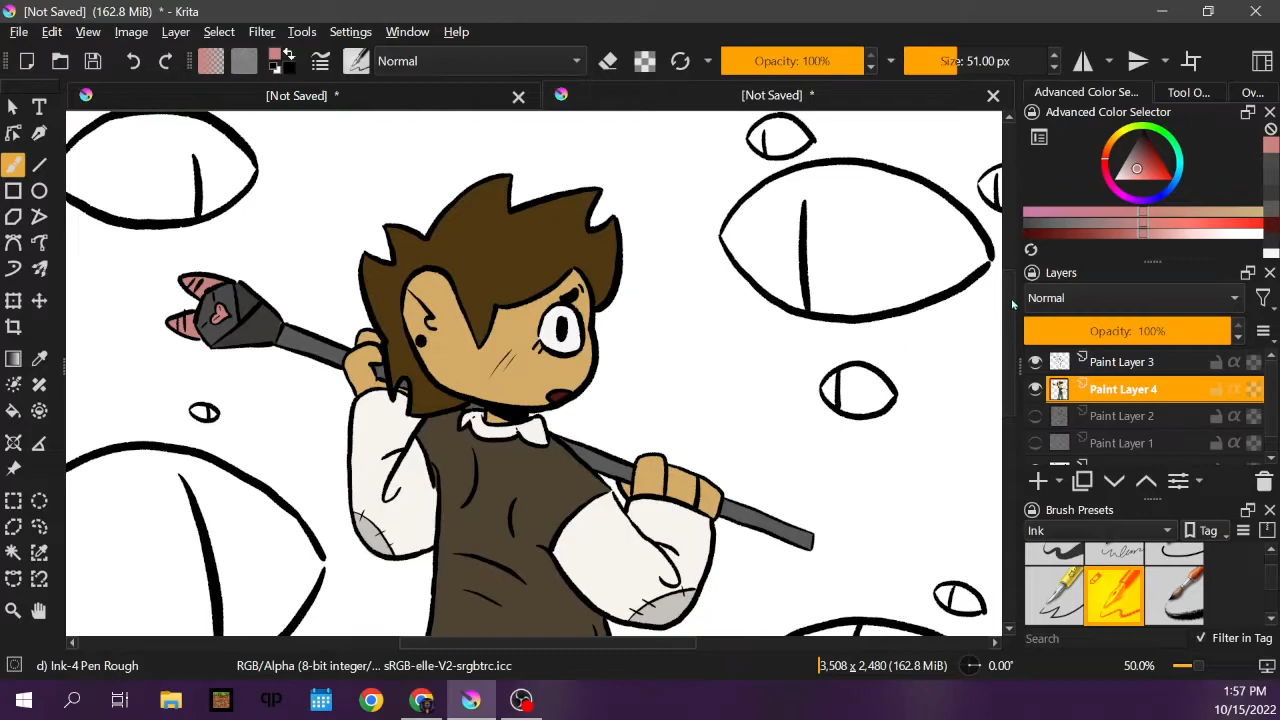 [Not Saved] (162.8 MiB) * - Krita
File Edit View Image Layer Select Filter Tools Settings Window Help
Normal
Opacity: 100%
Size: 51.00 px
[Not Saved] *
[Not Saved] *
Advanced Color Se...
Tool O...
Ov...
Advanced Color Selector
Layers
Normal
Opacity: 100%
Paint Layer 3
Paint Layer 4
Paint Layer 2
Paint Layer 1
Brush Presets
Ink
Tag
Search
Filter in Tag
d) Ink-4 Pen Rough
RGB/Alpha (8-bit integer/... sRGB-elle-V2-srgbtrc.icc
3,508 x 2,480 (162.8 MiB)
0.00°
50.0%
qp
1:57 PM
10/15/2022